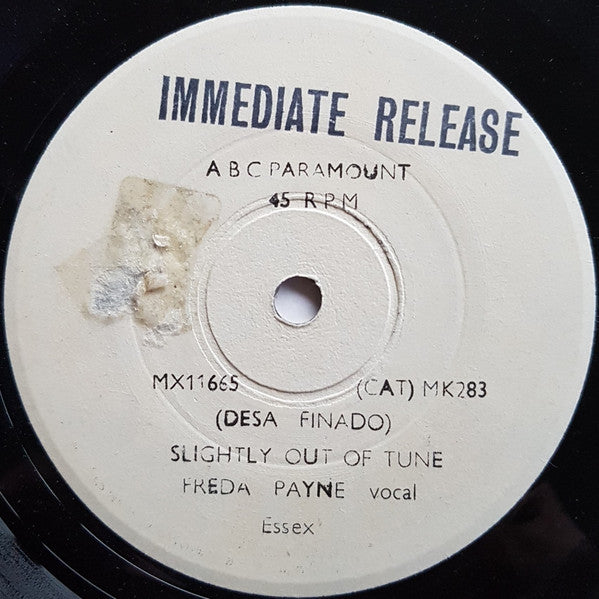 IMMEDIATE RELEASE
A B C PARAMOUNT
45 R P M
MX11665 (CAT) MK283
(DESA FINADO)
SLIGHTLY OUT OF TUNE
FREDA PAYNE vocal
Essex